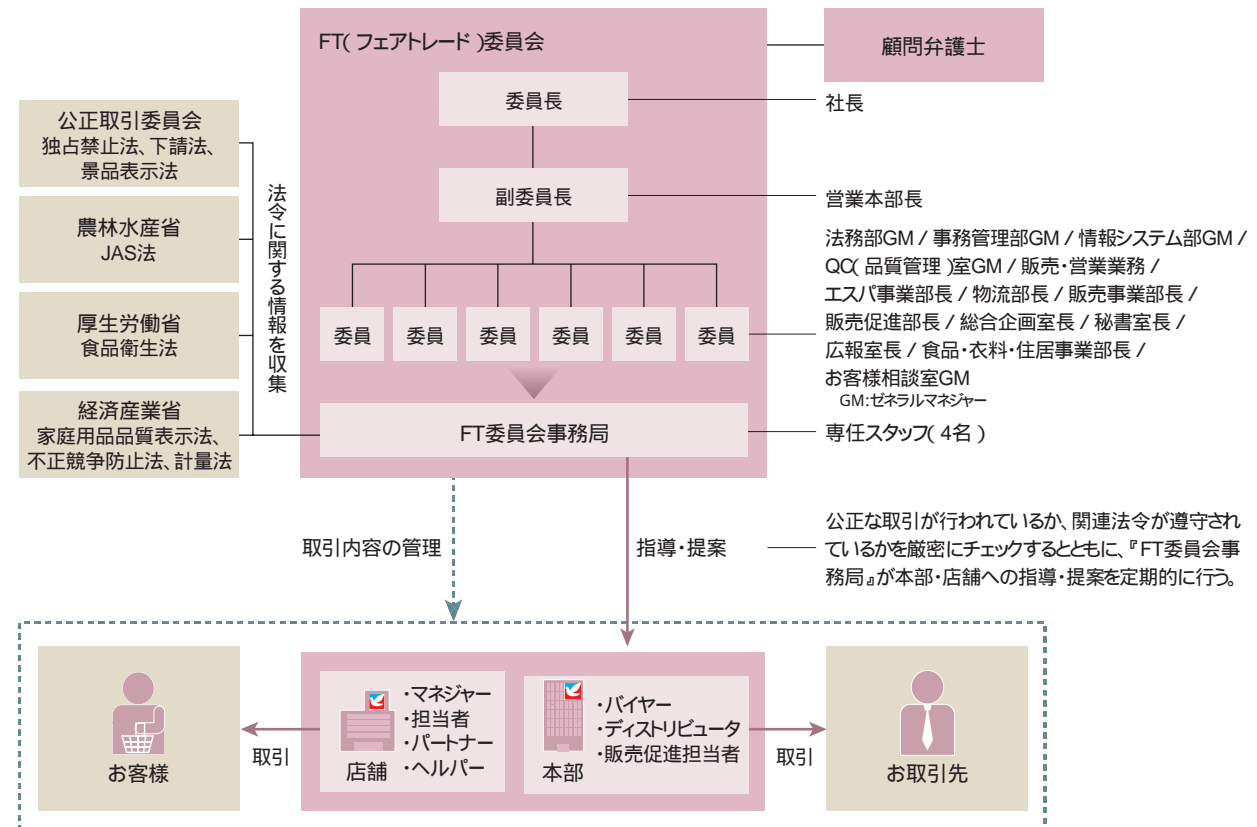 FT(フェアトレード)委員会
顧問弁護士
委員長
社長
副委員長
営業本部長
公正取引委員会
独占禁止法、下請法、
景品表示法
農林水産省
JAS法
厚生労働省
食品衛生法
経済産業省
家庭用品品質表示法、
不正競争防止法、計量法
法令に関する情報を収集
委員
委員
委員
委員
委員
委員
法務部GM / 事務管理部GM / 情報システム部GM /
QC(品質管理)室GM / 販売・営業業務 /
エスパ事業部長 / 物流部長 / 販売事業部長 /
販売促進部長 / 総合企画室長 / 秘書室長 /
広報室長 / 食品・衣料・住居事業部長 /
お客様相談室GM
GM:ゼネラルマネジャー
FT委員会事務局
専任スタッフ(4名)
取引内容の管理
指導・提案
公正な取引が行われているか、関連法令が遵守され
ているかを厳密にチェックするとともに、『FT委員会事
務局』が本部・店舗への指導・提案を定期的に行う。
お客様
取引
店舗
・マネジャー
・担当者
・パートナー
・ヘルパー
本部
・バイヤー
・ディストリビュータ
・販売促進担当者
取引
お取引先